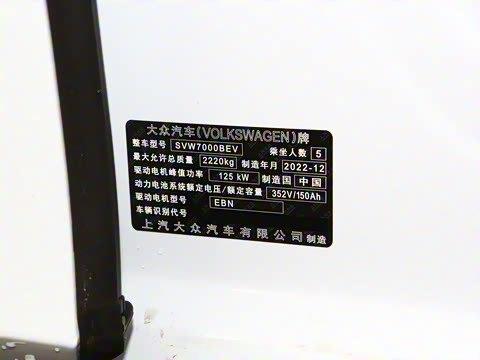 大众汽车(VOLKSWAGEN)牌
整车型号 SVW7000BEV 乘坐人数 5
最大允许总质量 2220kg 制造年月 2022-12
驱动电机峰值功率 125 kW 制造国 中国
动力电池系统额定电压/额定容量 352V/150Ah
驱动电机型号 EBN
车辆识别代号
上汽大众汽车有限公司制造